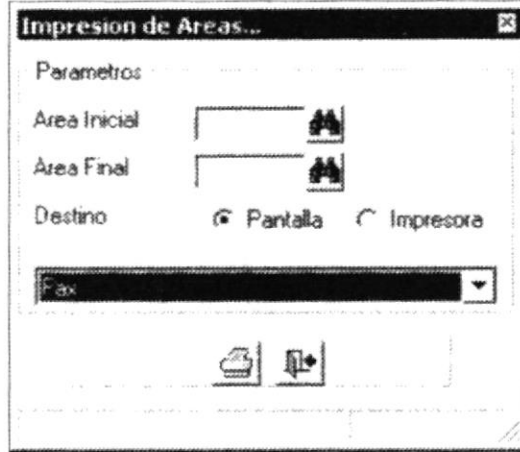 Impresion de Areas...
Parametros
Area Inicial
Area Final
Destino Pantalla Impresora
Fax